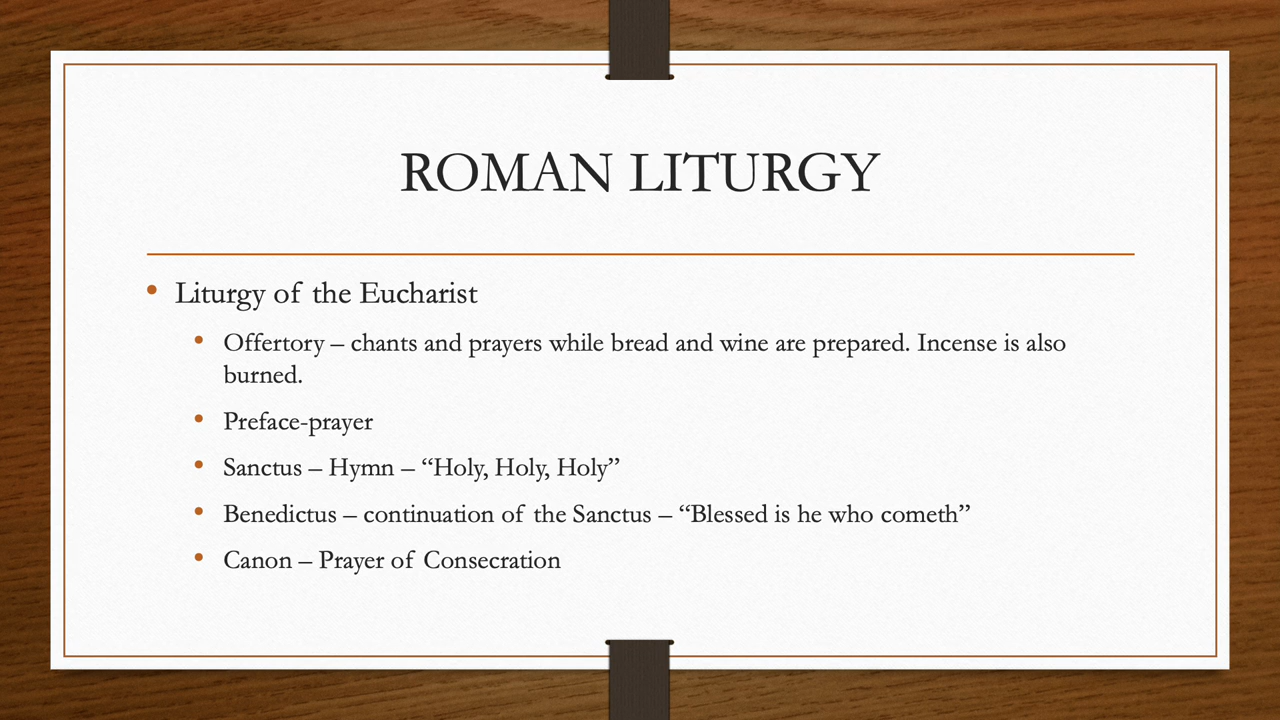 ROMAN LITURGY
• Liturgy of the Eucharist
• Offertory – chants and prayers while bread and wine are prepared. Incense is also
burned.
• Preface-prayer
• Sanctus – Hymn – “Holy, Holy, Holy”
• Benedictus – continuation of the Sanctus – “Blessed is he who cometh”
• Canon – Prayer of Consecration